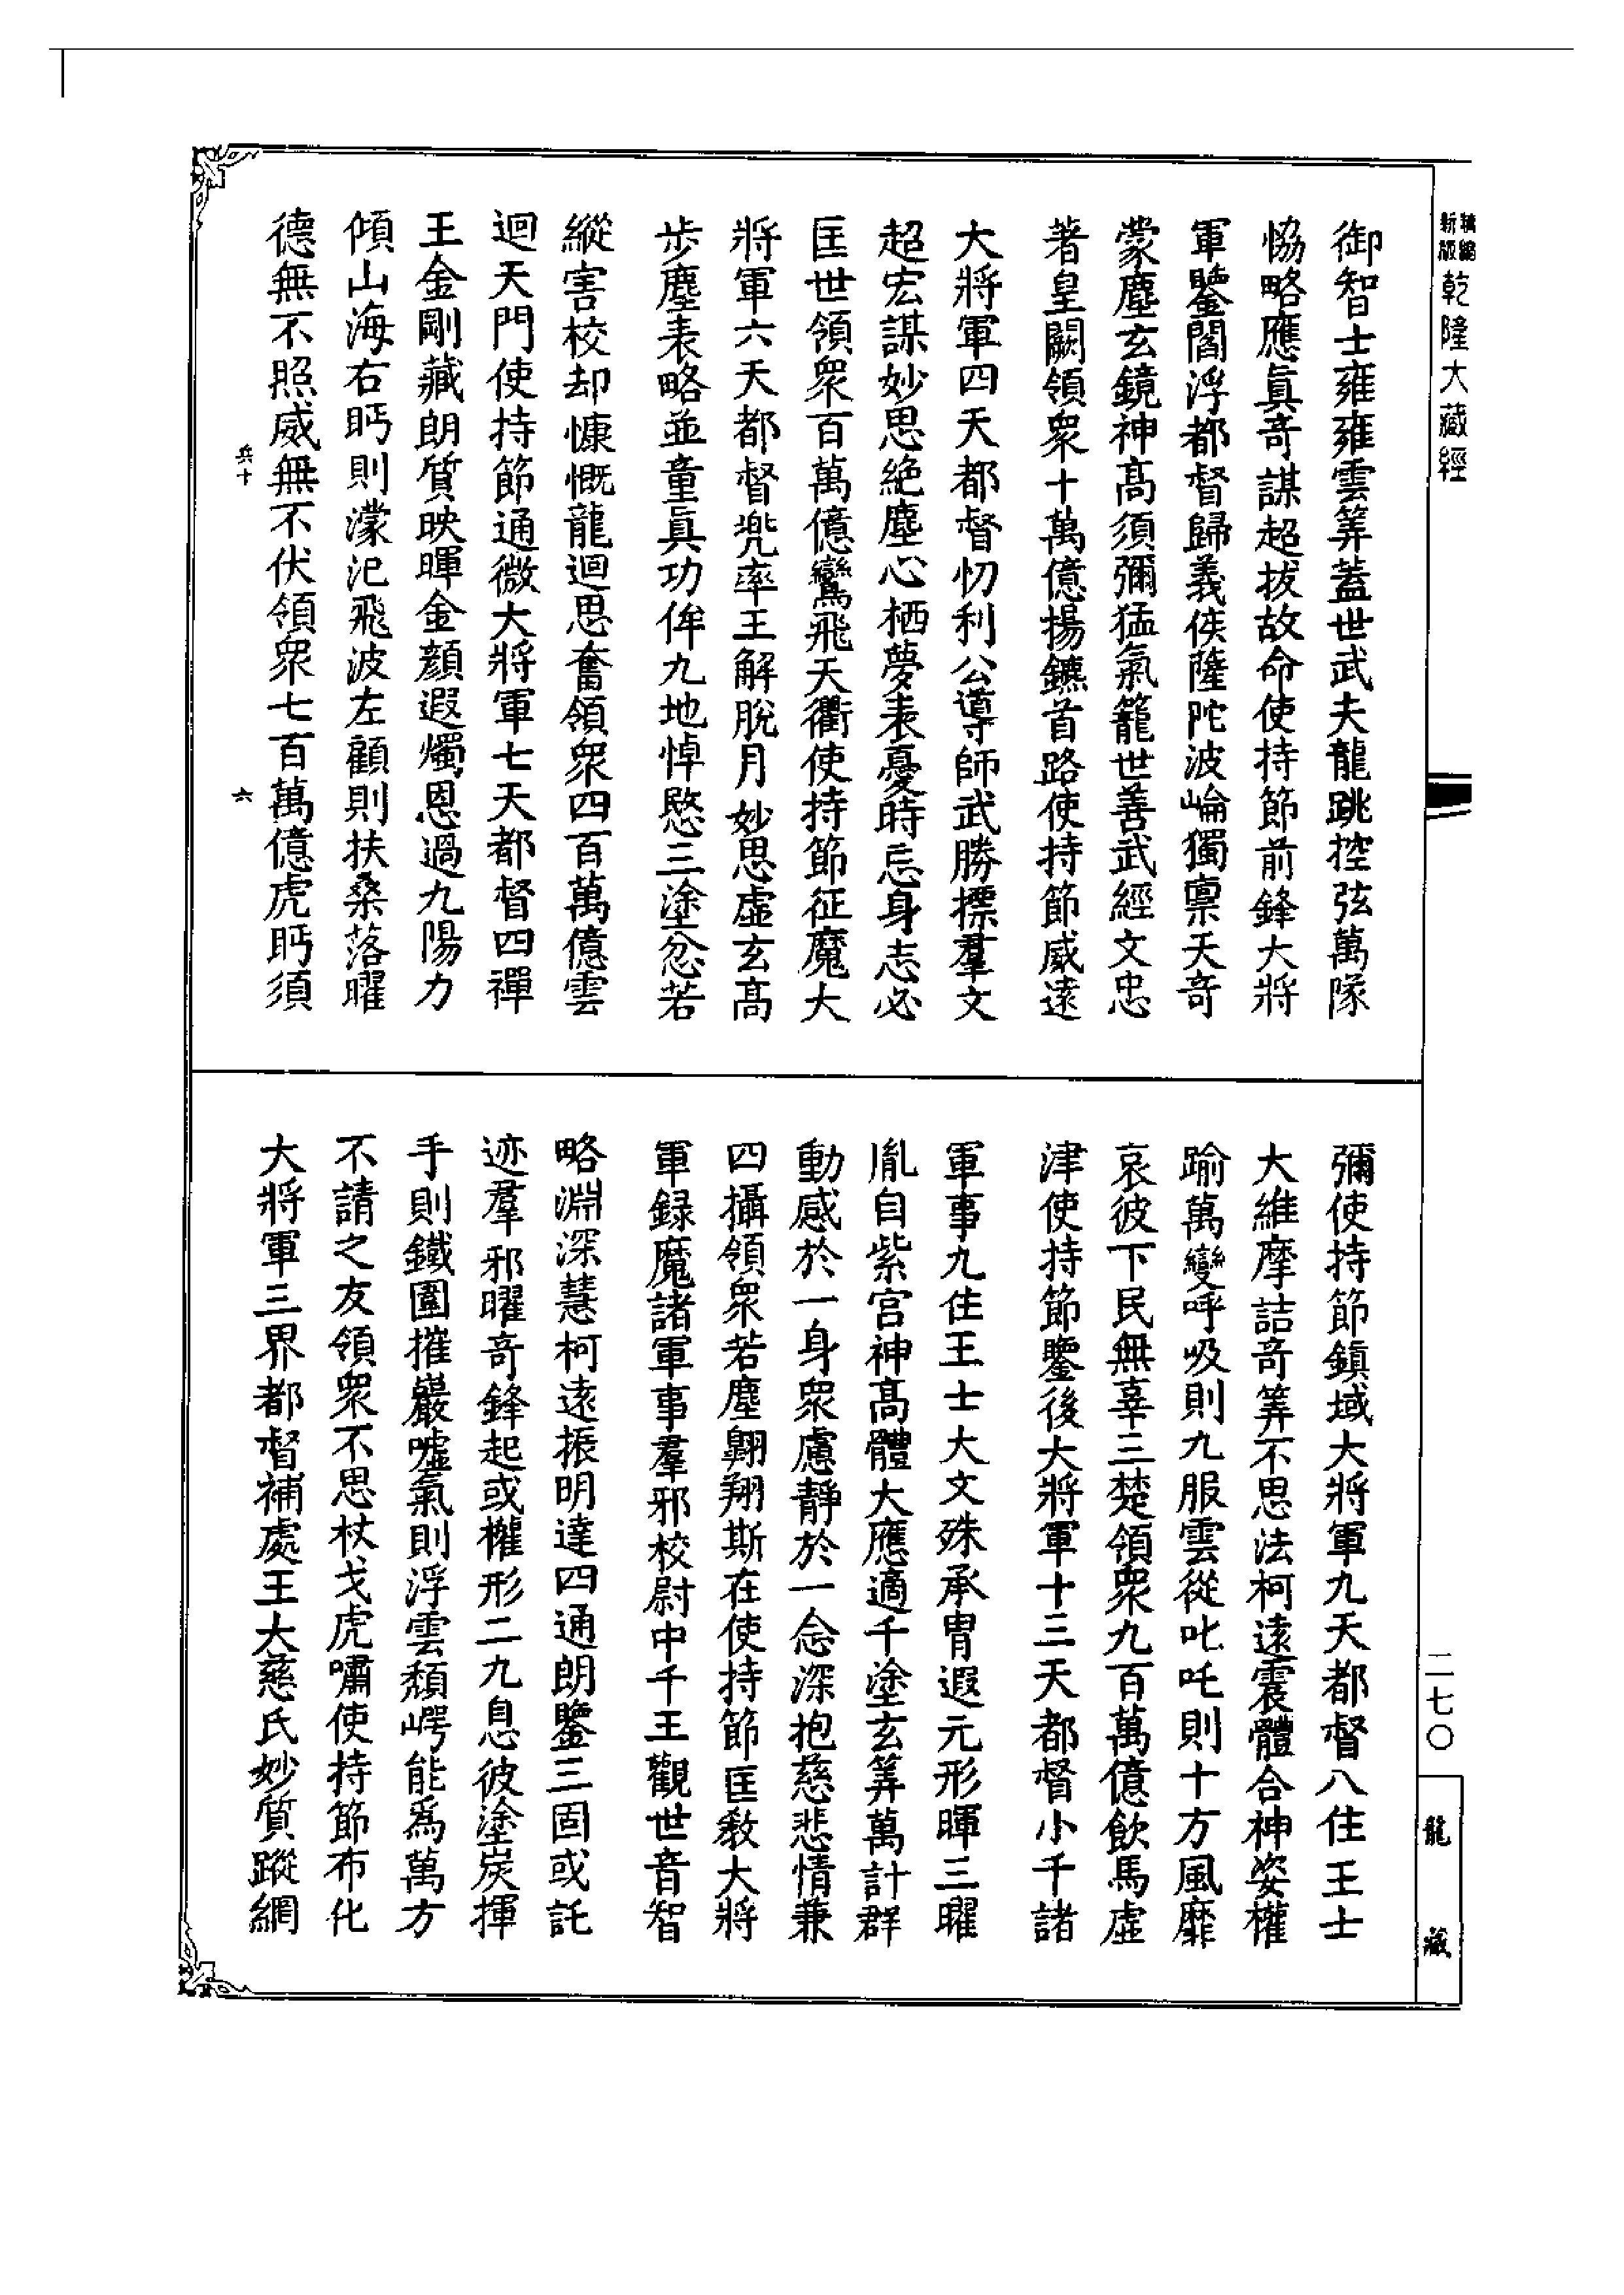 精縮
新版
乾隆大藏經
御智士雍雍雲筭蓋世武夫龍跳控弦萬隊
恊略應眞奇謀超拔故命使持節前鋒大將
軍鑒閻浮都督歸義侯薩陀波崘獨禀天奇
蒙塵玄鏡神高須彌猛氣籠世善武經文忠
著皇闕領衆十萬億揚鑣首路使持節威遠
大將軍四天都督忉利公導師武勝摽羣文
超宏謀妙思絶塵心栖夢表憂時忘身志必
匡世領衆百萬億鸞飛天衢使持節征魔大
將軍六天都督兜率王解脫月妙思虛玄高
步塵表略並童眞功侔九地悼愍三塗忿若
縱害校却慷慨龍迴思奮領衆四百萬億雲
迴天門使持節通微大將軍七天都督四禪
王金剛藏朗質映暉金顏遐燭恩過九陽力
傾山海右眄則濛汜飛波左顧則扶桑落曜
德無不照威無不伏領衆七百萬億虎眄須
兵十
六
彌使持節鎭域大將軍九天都督八住王士
大維摩詰奇筭不思法柯遠震體合神姿權
踰萬變呼吸則九服雲從叱吒則十方風靡
哀彼下民無辜三楚領衆九百萬億飲馬虛
津使持節鑒後大將軍十三天都督小千諸
軍事九住王士大文殊承胄遐元形暉三曜
胤自紫宮神高體大應適千塗玄筭萬計群
動感於一身衆慮靜於一念深抱慈悲情兼
四攝領衆若塵翱翔斯在使持節匡敎大將
軍録魔諸軍事羣邪校尉中千王觀世音智
略淵深慧柯遠振明達四通朗鑒三固或託
迹羣邪曜奇鋒起或權形二九息彼塗炭揮
手則鐵圍摧巖噓氣則浮雲頹崿能爲萬方
不請之友領衆不思杖戈虎嘯使持節布化
大將軍三界都督補處王大慈氏妙質蹤網
二七〇
龍藏